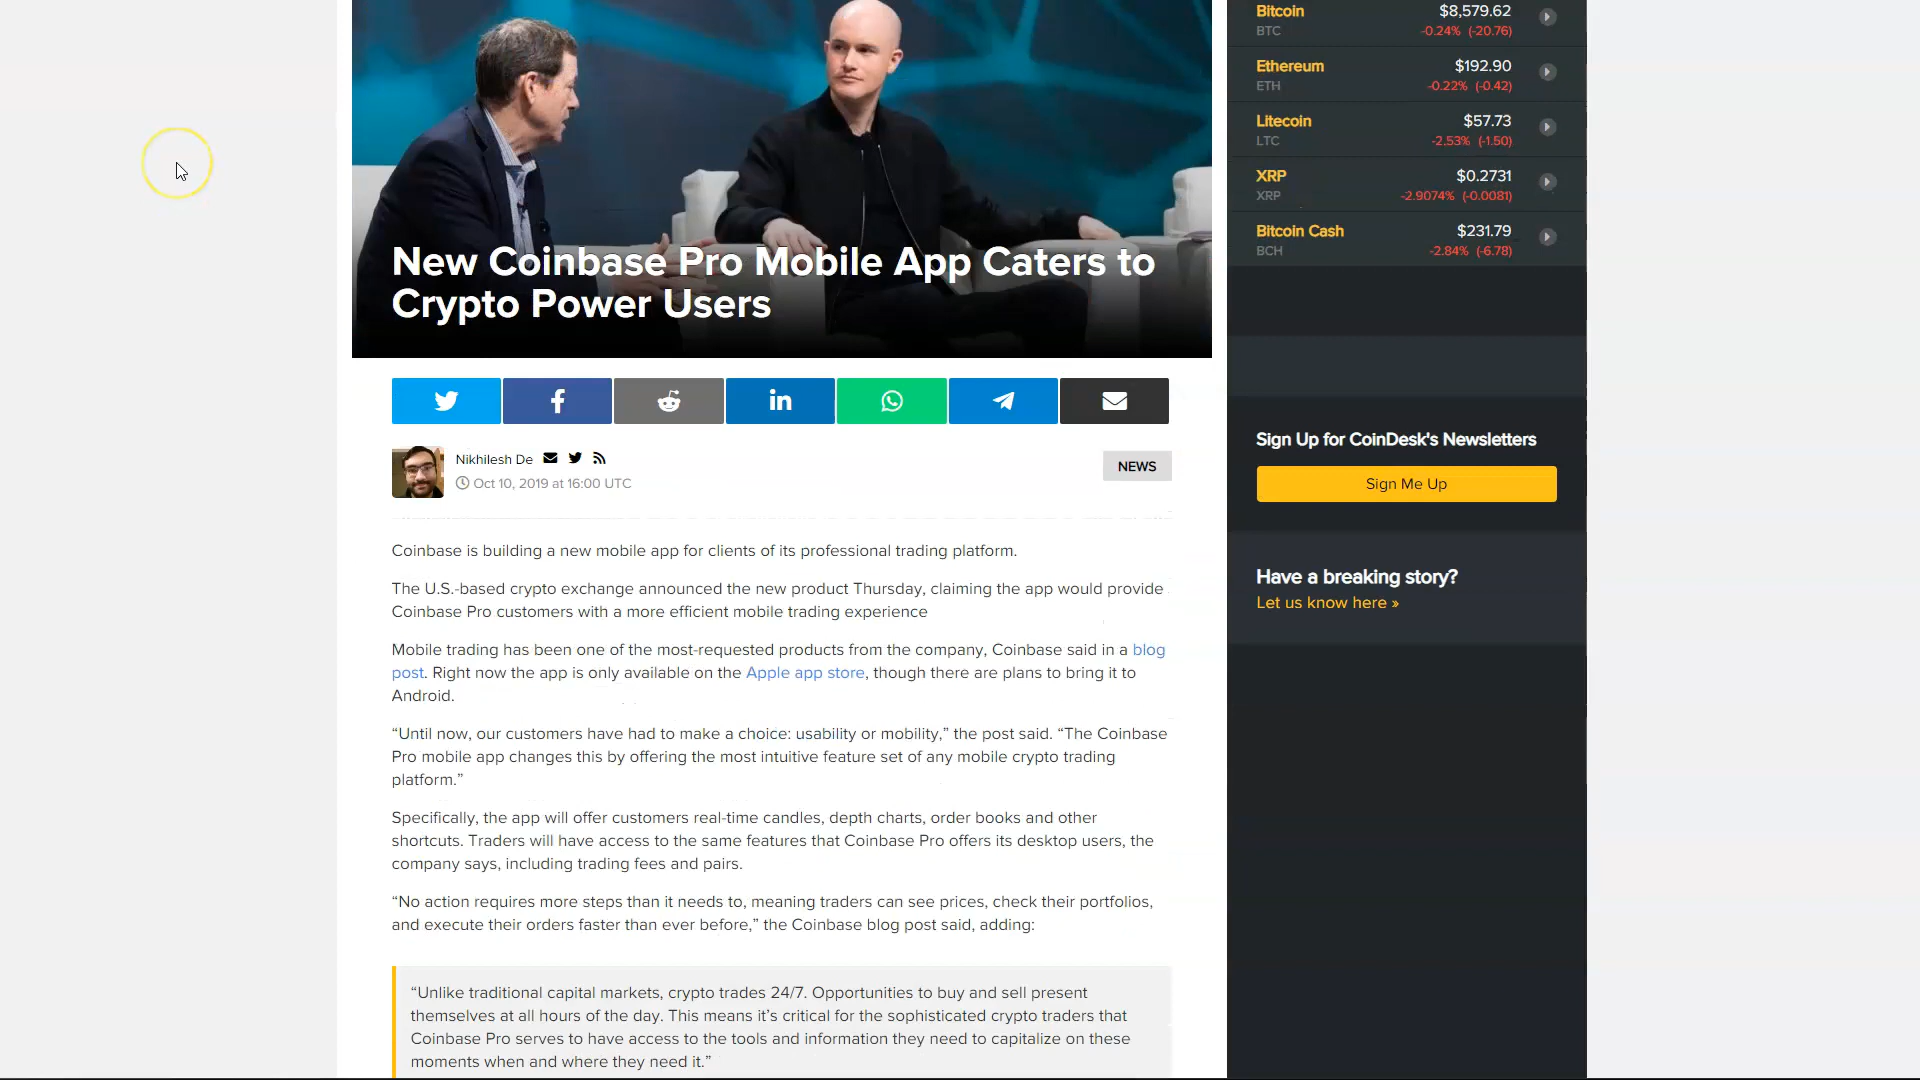 New Coinbase Pro Mobile App Caters to
Crypto Power Users
Nikhilesh De
Oct 10, 2019 at 16:00 UTC
NEWS
Coinbase is building a new mobile app for clients of its professional trading platform.
The U.S.-based crypto exchange announced the new product Thursday, claiming the app would provide
Coinbase Pro customers with a more efficient mobile trading experience
Mobile trading has been one of the most-requested products from the company, Coinbase said in a blog
post. Right now the app is only available on the Apple app store, though there are plans to bring it to
Android.
“Until now, our customers have had to make a choice: usability or mobility,” the post said. “The Coinbase
Pro mobile app changes this by offering the most intuitive feature set of any mobile crypto trading
platform.”
Specifically, the app will offer customers real-time candles, depth charts, order books and other
shortcuts. Traders will have access to the same features that Coinbase Pro offers its desktop users, the
company says, including trading fees and pairs.
“No action requires more steps than it needs to, meaning traders can see prices, check their portfolios,
and execute their orders faster than ever before,” the Coinbase blog post said, adding:
“Unlike traditional capital markets, crypto trades 24/7. Opportunities to buy and sell present
themselves at all hours of the day. This means it’s critical for the sophisticated crypto traders that
Coinbase Pro serves to have access to the tools and information they need to capitalize on these
moments when and where they need it.”
Bitcoin $8,579.62
BTC -0.24% (-20.76)
Ethereum $192.90
ETH -0.22% (-0.42)
Litecoin $57.73
LTC -2.53% (-1.50)
XRP $0.2731
XRP -2.9074% (-0.0081)
Bitcoin Cash $231.79
BCH -2.84% (-6.78)
Sign Up for CoinDesk's Newsletters
Sign Me Up
Have a breaking story?
Let us know here »